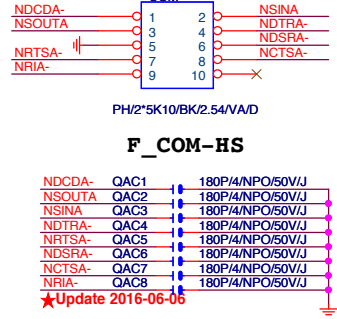 NDCDA- 1 2 NSINA
NSOUTA 3 4 NDTRA-
5 6 NDSRA-
NRTSA- 7 8 NCTSA-
NRIA- 9 10
PH/2*5K10/BK/2.54/VA/D
F_COM-HS
NDCDA- QAC1 180P/4/NPO/50V/J
NSOUTA QAC2 180P/4/NPO/50V/J
NSINA QAC3 180P/4/NPO/50V/J
NDTRA- QAC4 180P/4/NPO/50V/J
NRTSA- QAC5 180P/4/NPO/50V/J
NDSRA- QAC6 180P/4/NPO/50V/J
NCTSA- QAC7 180P/4/NPO/50V/J
NRIA- QAC8 180P/4/NPO/50V/J
★Update 2016-06-06